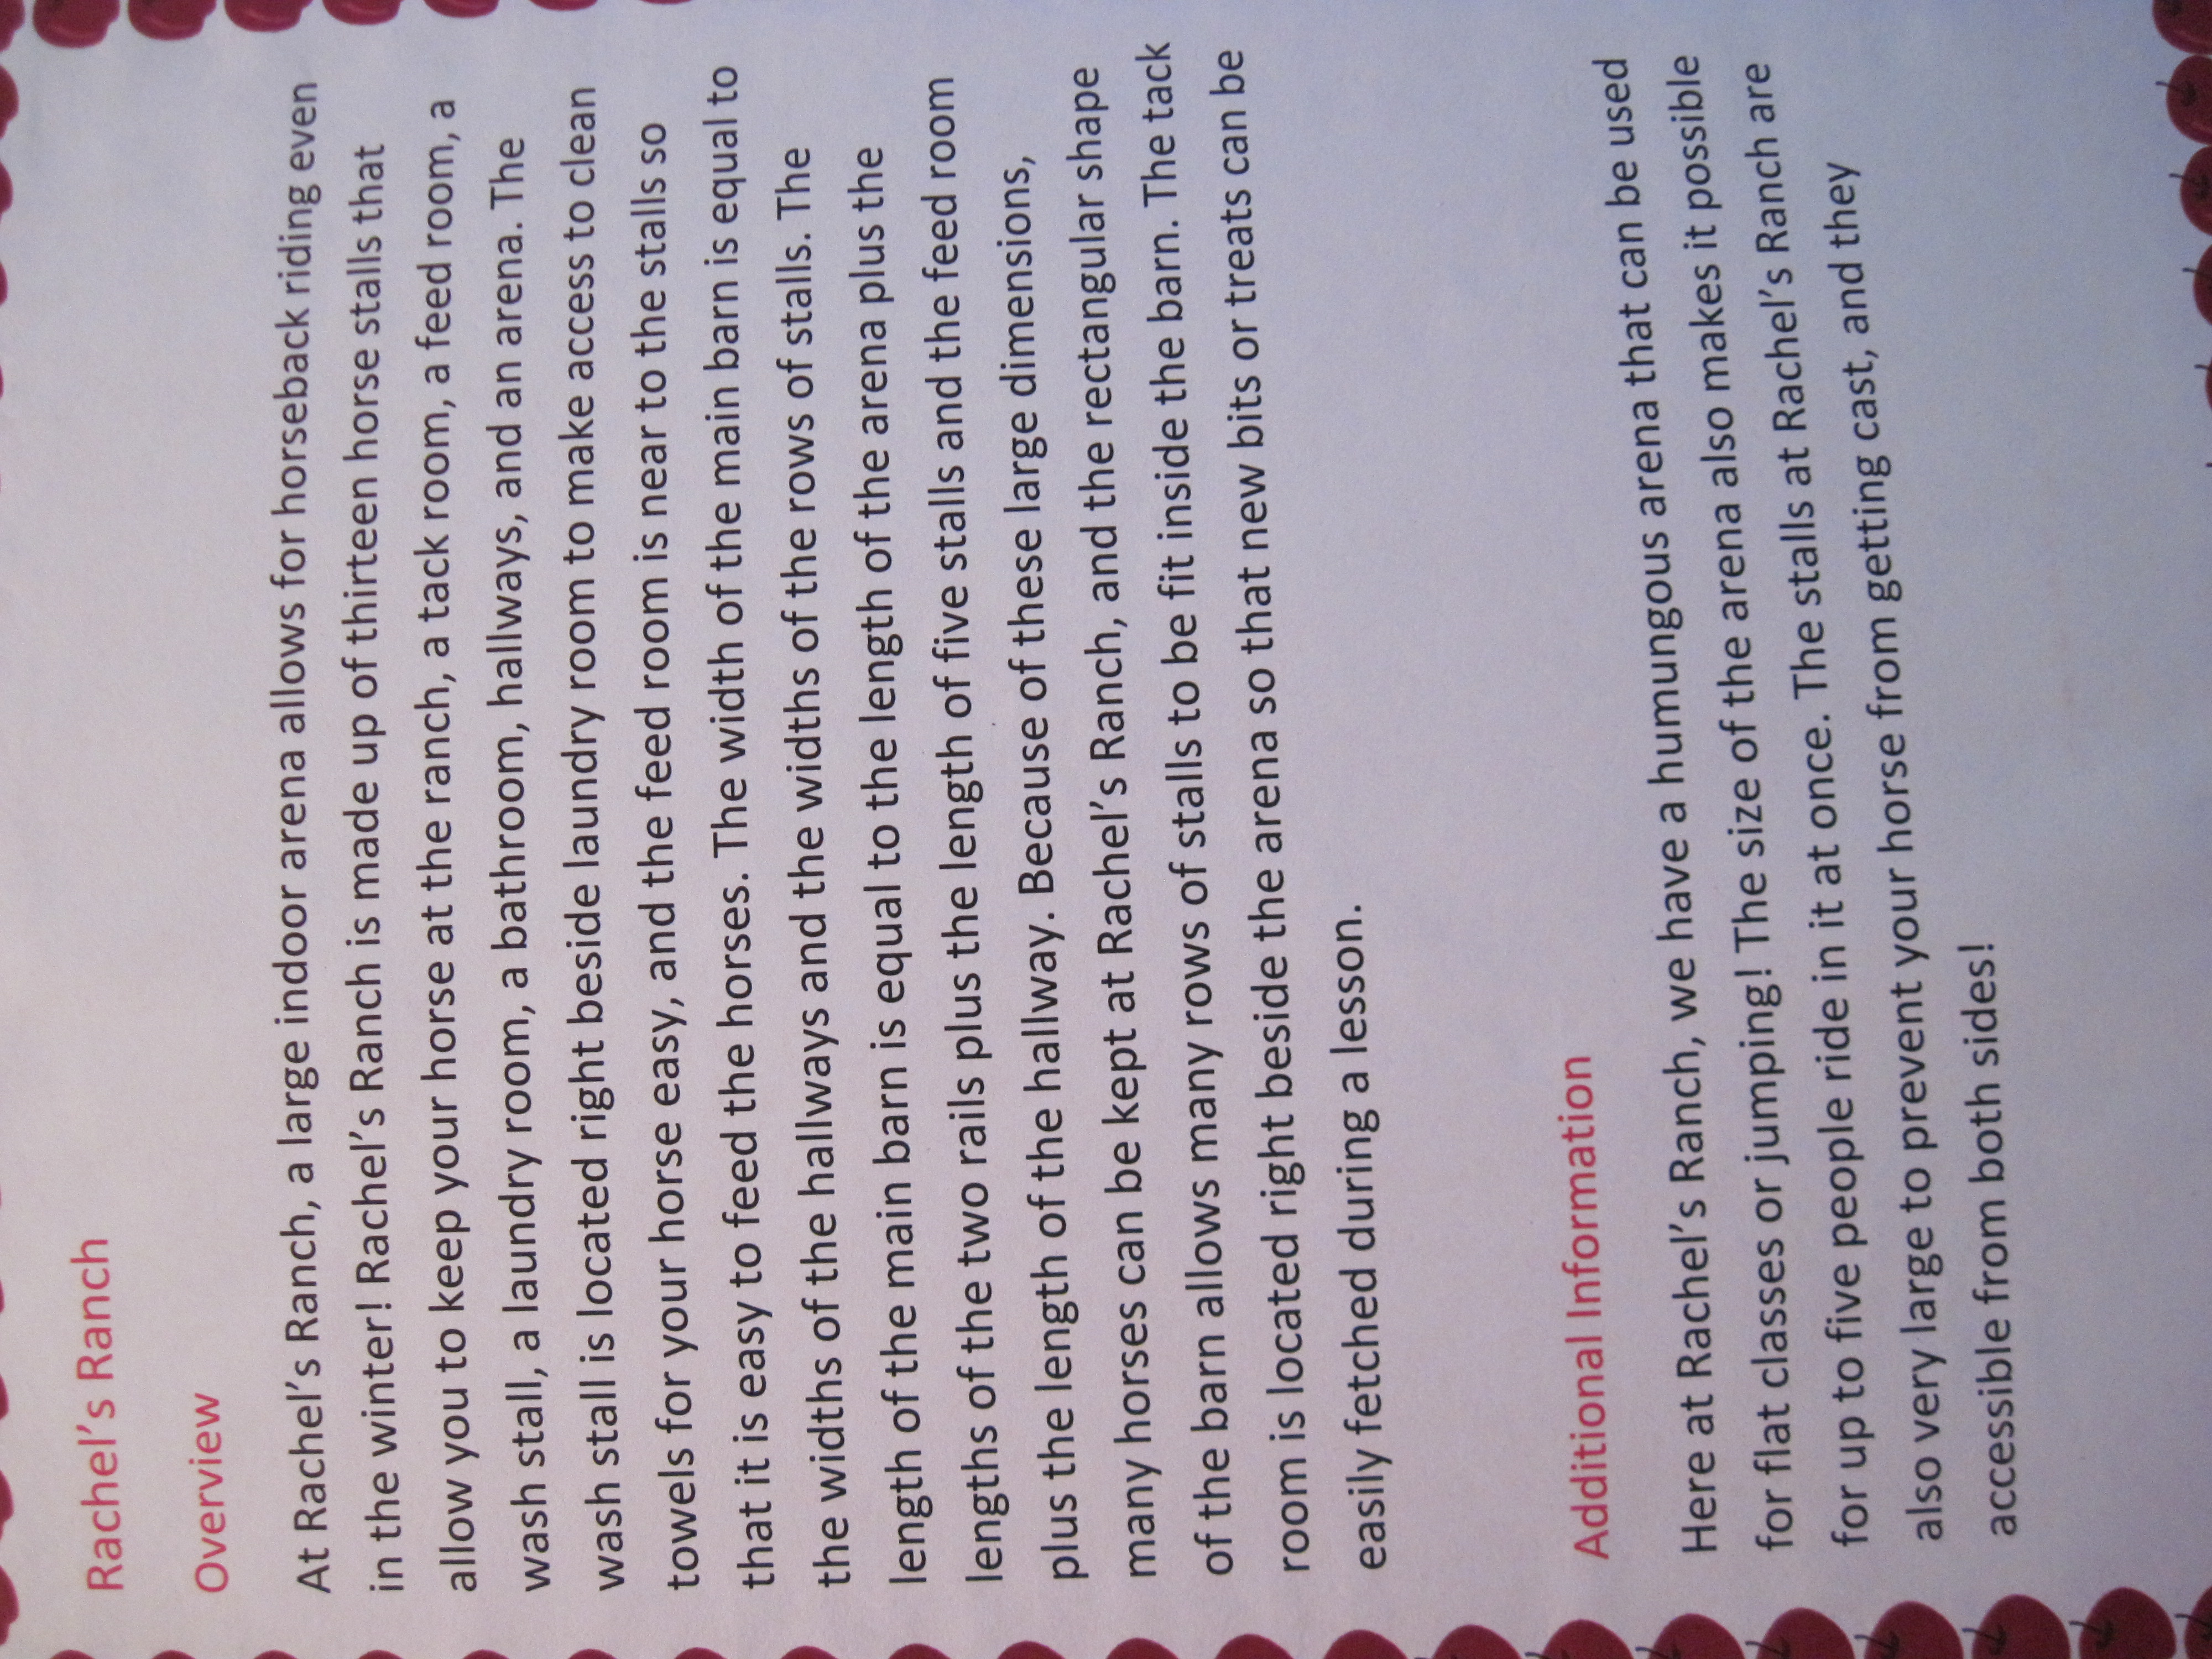 Rachel’s Ranch
Overview
At Rachel’s Ranch, a large indoor arena allows for horseback riding even
in the winter! Rachel’s Ranch is made up of thirteen horse stalls that
allow you to keep your horse at the ranch, a tack room, a feed room, a
wash stall, a laundry room, a bathroom, hallways, and an arena. The
wash stall is located right beside laundry room to make access to clean
towels for your horse easy, and the feed room is near to the stalls so
that it is easy to feed the horses. The width of the main barn is equal to
the widths of the hallways and the widths of the rows of stalls. The
length of the main barn is equal to the length of the arena plus the
lengths of the two rails plus the length of five stalls and the feed room
plus the length of the hallway. Because of these large dimensions,
many horses can be kept at Rachel’s Ranch, and the rectangular shape
of the barn allows many rows of stalls to be fit inside the barn. The tack
room is located right beside the arena so that new bits or treats can be
easily fetched during a lesson.
Additional Information
Here at Rachel’s Ranch, we have a humungous arena that can be used
for flat classes or jumping! The size of the arena also makes it possible
for up to five people ride in it at once. The stalls at Rachel’s Ranch are
also very large to prevent your horse from getting cast, and they
accessible from both sides!